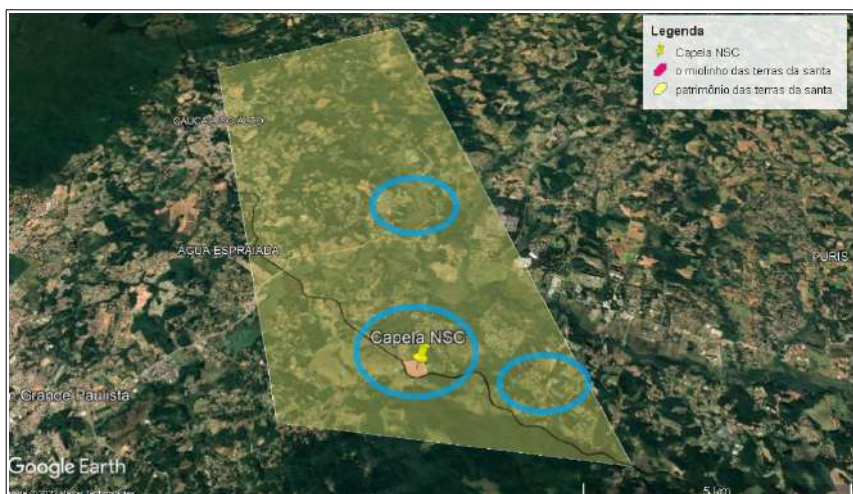 Legenda
Capela NSC
o miolinho das terras da santa
patrimônio das terras da santa
CAUCAIA DO ALTO
ÁGUA ESPRAIADA
PURIS
Capela NSC
Grande Paulista
Google Earth
5 km